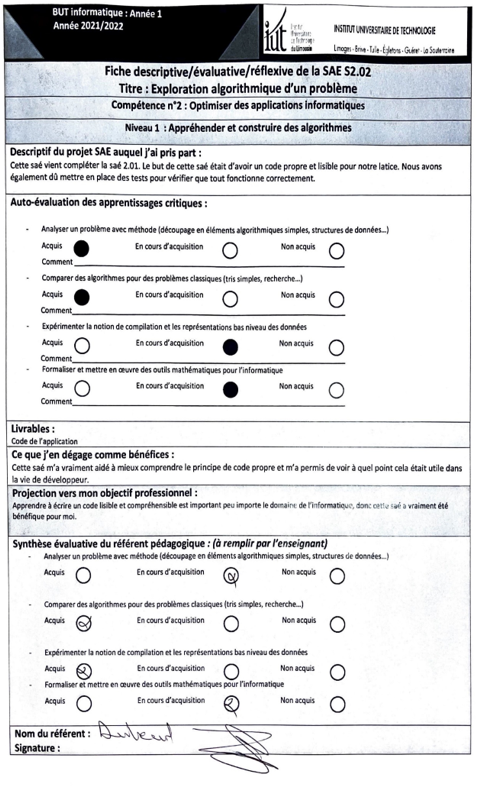 BUT informatique : Année 1
Année 2021/2022
iut
du Limousin
INSTITUT UNIVERSITAIRE DE TECHNOLOGIE
Limoges - Brive - Tulle - Égletons - Guéret - La Souterraine
Fiche descriptive/évaluative/réflexive de la SAE S2.02
Titre : Exploration algorithmique d'un problème
Compétence n°2 : Optimiser des applications informatiques
Niveau 1 : Appréhender et construire des algorithmes
Descriptif du projet SAE auquel j'ai pris part :
Cette saé vient compléter la saé 2.01. Le but de cette saé était d'avoir un code propre et lisible pour notre latice. Nous avons
également dû mettre en place des tests pour vérifier que tout fonctionne correctement.
Auto-évaluation des apprentissages critiques :
- Analyser un problème avec méthode (découpage en éléments algorithmiques simples, structures de données...)
Acquis En cours d'acquisition Non acquis
Comment
- Comparer des algorithmes pour des problèmes classiques (tris simples, recherche...)
Acquis En cours d'acquisition Non acquis
Comment
- Expérimenter la notion de compilation et les représentations bas niveau des données
Acquis En cours d'acquisition Non acquis
Comment
- Formaliser et mettre en œuvre des outils mathématiques pour l'informatique
Acquis En cours d'acquisition Non acquis
Comment
Livrables :
Code de l'application
Ce que j'en dégage comme bénéfices :
Cette saé m'a vraiment aidé à mieux comprendre le principe de code propre et m'a permis de voir à quel point cela était utile dans
la vie de développeur.
Projection vers mon objectif professionnel :
Apprendre à écrire un code lisible et compréhensible est important peu importe le domaine de l'informatique, donc cette saé a vraiment été
bénéfique pour moi.
Synthèse évaluative du référent pédagogique : (à remplir par l'enseignant)
- Analyser un problème avec méthode (découpage en éléments algorithmiques simples, structures de données...)
Acquis En cours d'acquisition Non acquis
- Comparer des algorithmes pour des problèmes classiques (tris simples, recherche...)
Acquis En cours d'acquisition Non acquis
- Expérimenter la notion de compilation et les représentations bas niveau des données
Acquis En cours d'acquisition Non acquis
- Formaliser et mettre en œuvre des outils mathématiques pour l'informatique
Acquis En cours d'acquisition Non acquis
Nom du référent :
Signature :